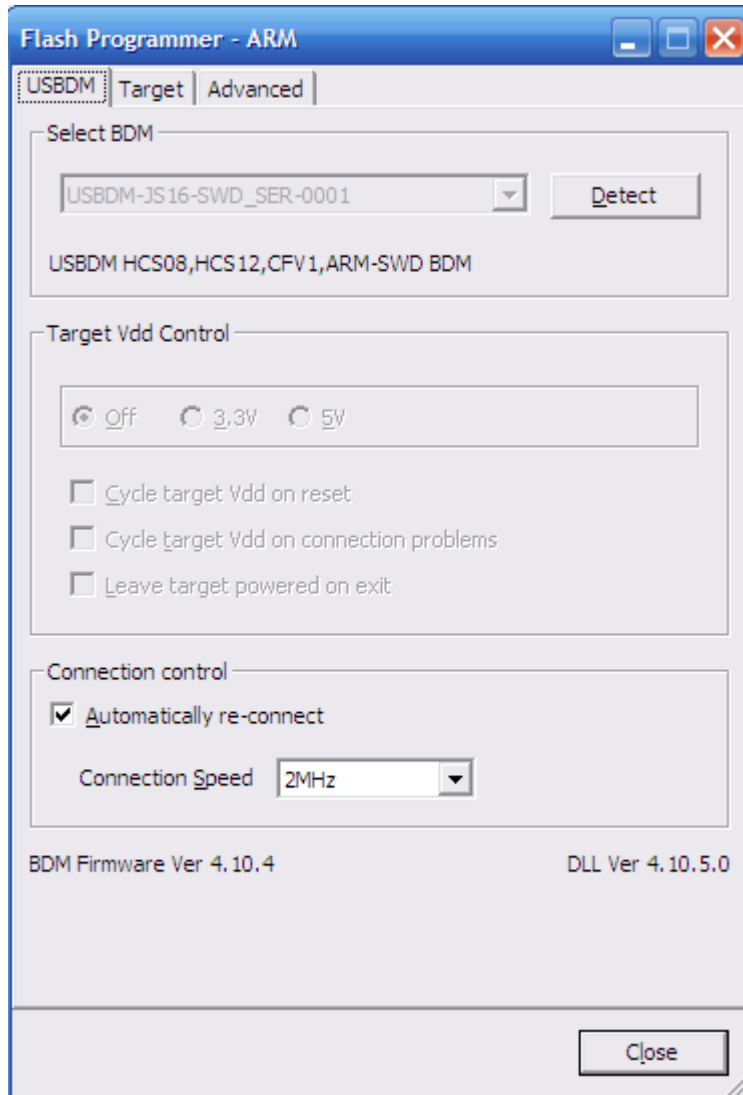 Flash Programmer - ARM
USBDM Target Advanced
Select BDM
USBDM-JS16-SWD_SER-0001 Detect
USBDM HCS08,HCS12,CFV1,ARM-SWD BDM
Target Vdd Control
Off 3.3V 5V
Cycle target Vdd on reset
Cycle target Vdd on connection problems
Leave target powered on exit
Connection control
Automatically re-connect
Connection Speed 2MHz
BDM Firmware Ver 4.10.4 DLL Ver 4.10.5.0
Close